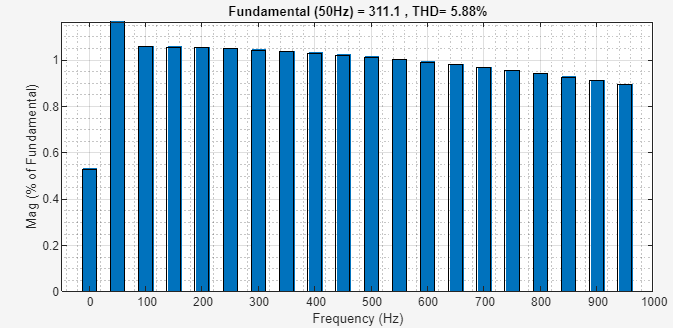 Fundamental (50Hz) = 311.1 , THD= 5.88%
Mag (% of Fundamental)
1
0.8
0.6
0.4
0.2
0
0 100 200 300 400 500 600 700 800 900 1000
Frequency (Hz)